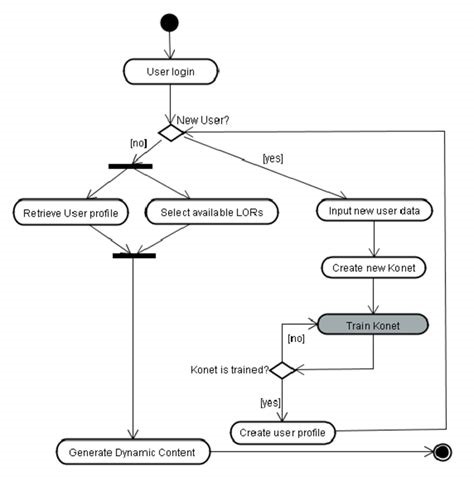 User login
New User?
[no]
[yes]
Retrieve User profile
Select available LORs
Input new user data
Create new Konet
Train Konet
[no]
Konet is trained?
[yes]
Create user profile
Generate Dynamic Content